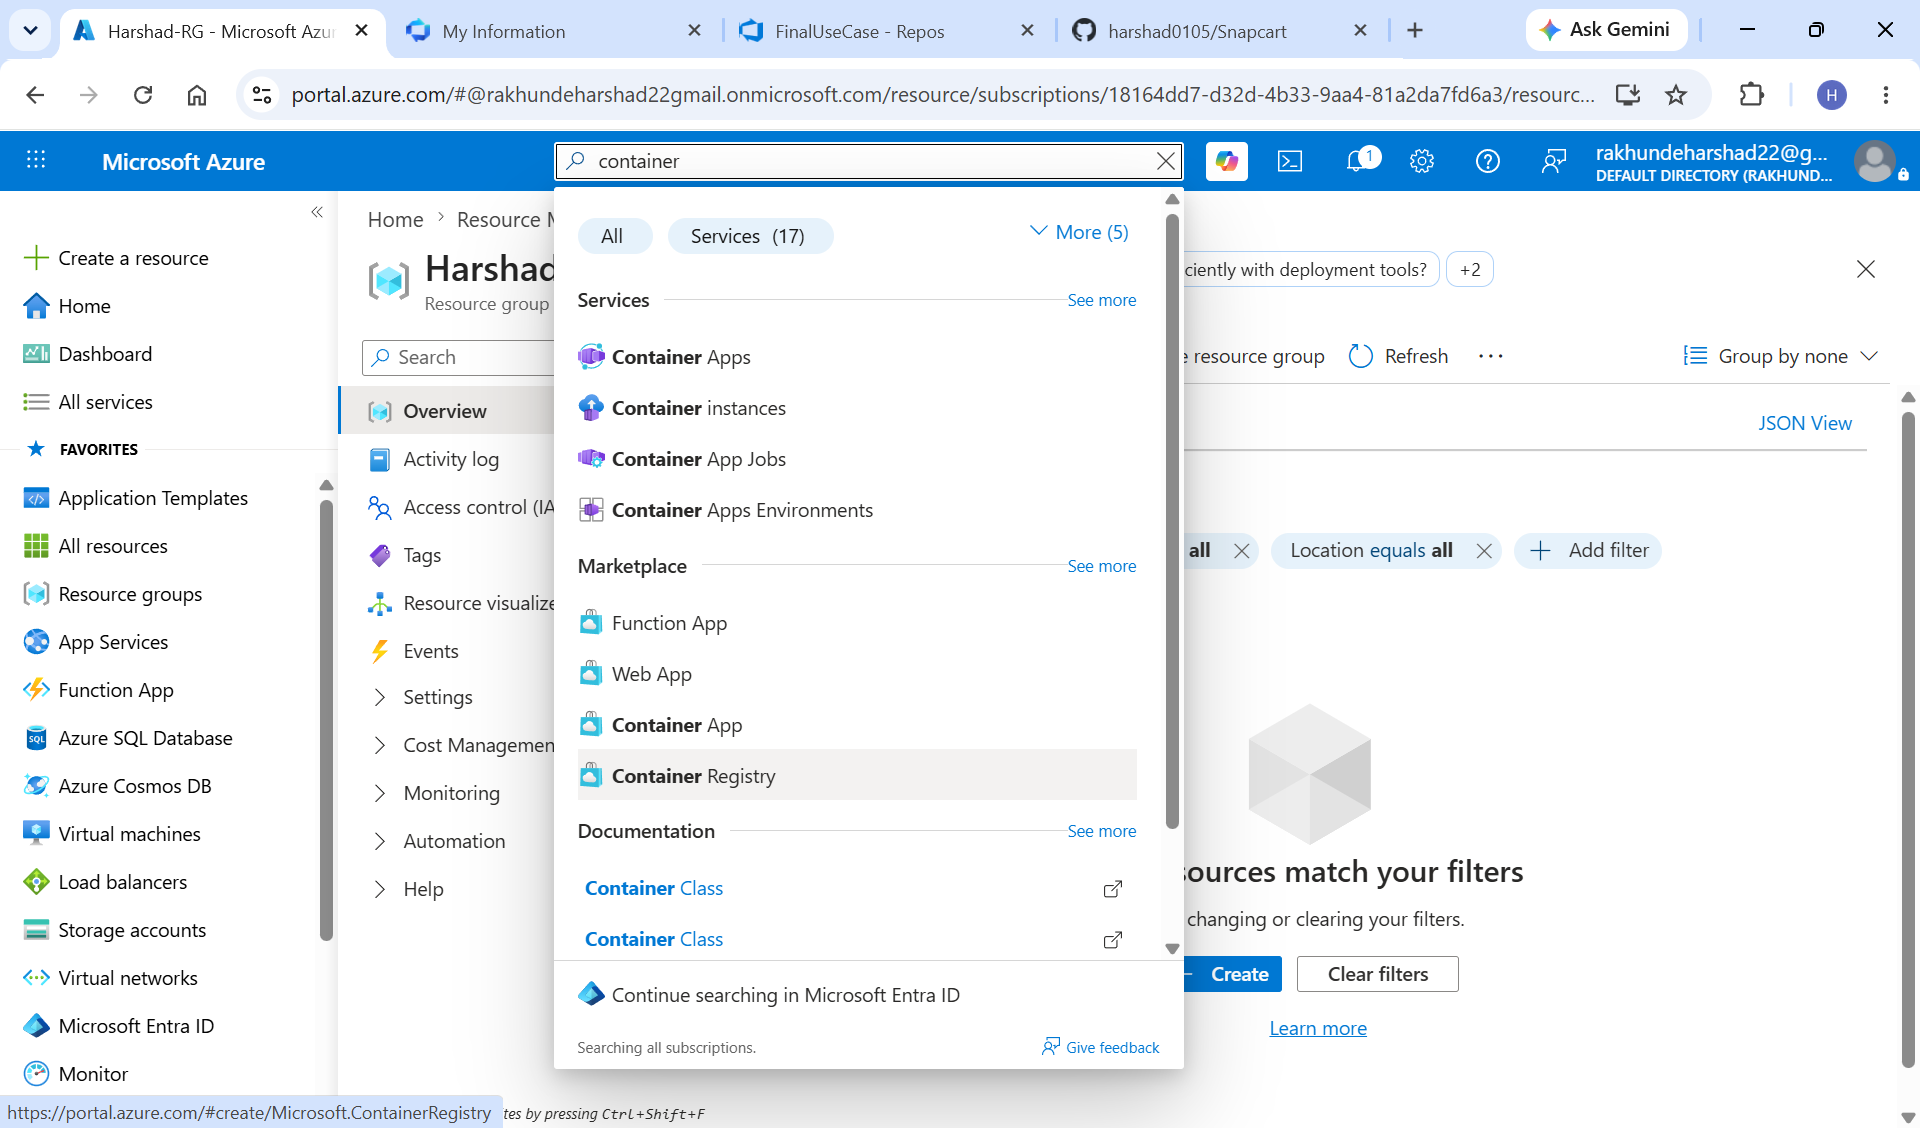 Harshad-RG - Microsoft Azu
My Information
FinalUseCase - Repos
harshad0105/Snapcart
Ask Gemini
portal.azure.com/#@rakhundeharshad22gmail.onmicrosoft.com/resource/subscriptions/18164dd7-d32d-4b33-9aa4-81a2da7fd6a3/resourc...
H
Microsoft Azure
container
1
rakhundeharshad22@g...
DEFAULT DIRECTORY (RAKHUND...
Create a resource
Home
Dashboard
All services
FAVORITES
Application Templates
All resources
Resource groups
App Services
Function App
Azure SQL Database
Azure Cosmos DB
Virtual machines
Load balancers
Storage accounts
Virtual networks
Microsoft Entra ID
Monitor
https://portal.azure.com/#create/Microsoft.ContainerRegistry
Home > Resource M
Harshad
Resource group
Search
Overview
Activity log
Access control (IA
Tags
Resource visualize
Events
Settings
Cost Managemen
Monitoring
Automation
Help
All
Services (17)
More (5)
Services
See more
Container Apps
Container instances
Container App Jobs
Container Apps Environments
Marketplace
See more
Function App
Web App
Container App
Container Registry
Documentation
See more
Container Class
Container Class
Continue searching in Microsoft Entra ID
Searching all subscriptions.
Give feedback
ciently with deployment tools?
+2
e resource group
Refresh
Group by none
JSON View
all
Location equals all
Add filter
sources match your filters
changing or clearing your filters.
Create
Clear filters
Learn more
tes by pressing Ctrl+Shift+F